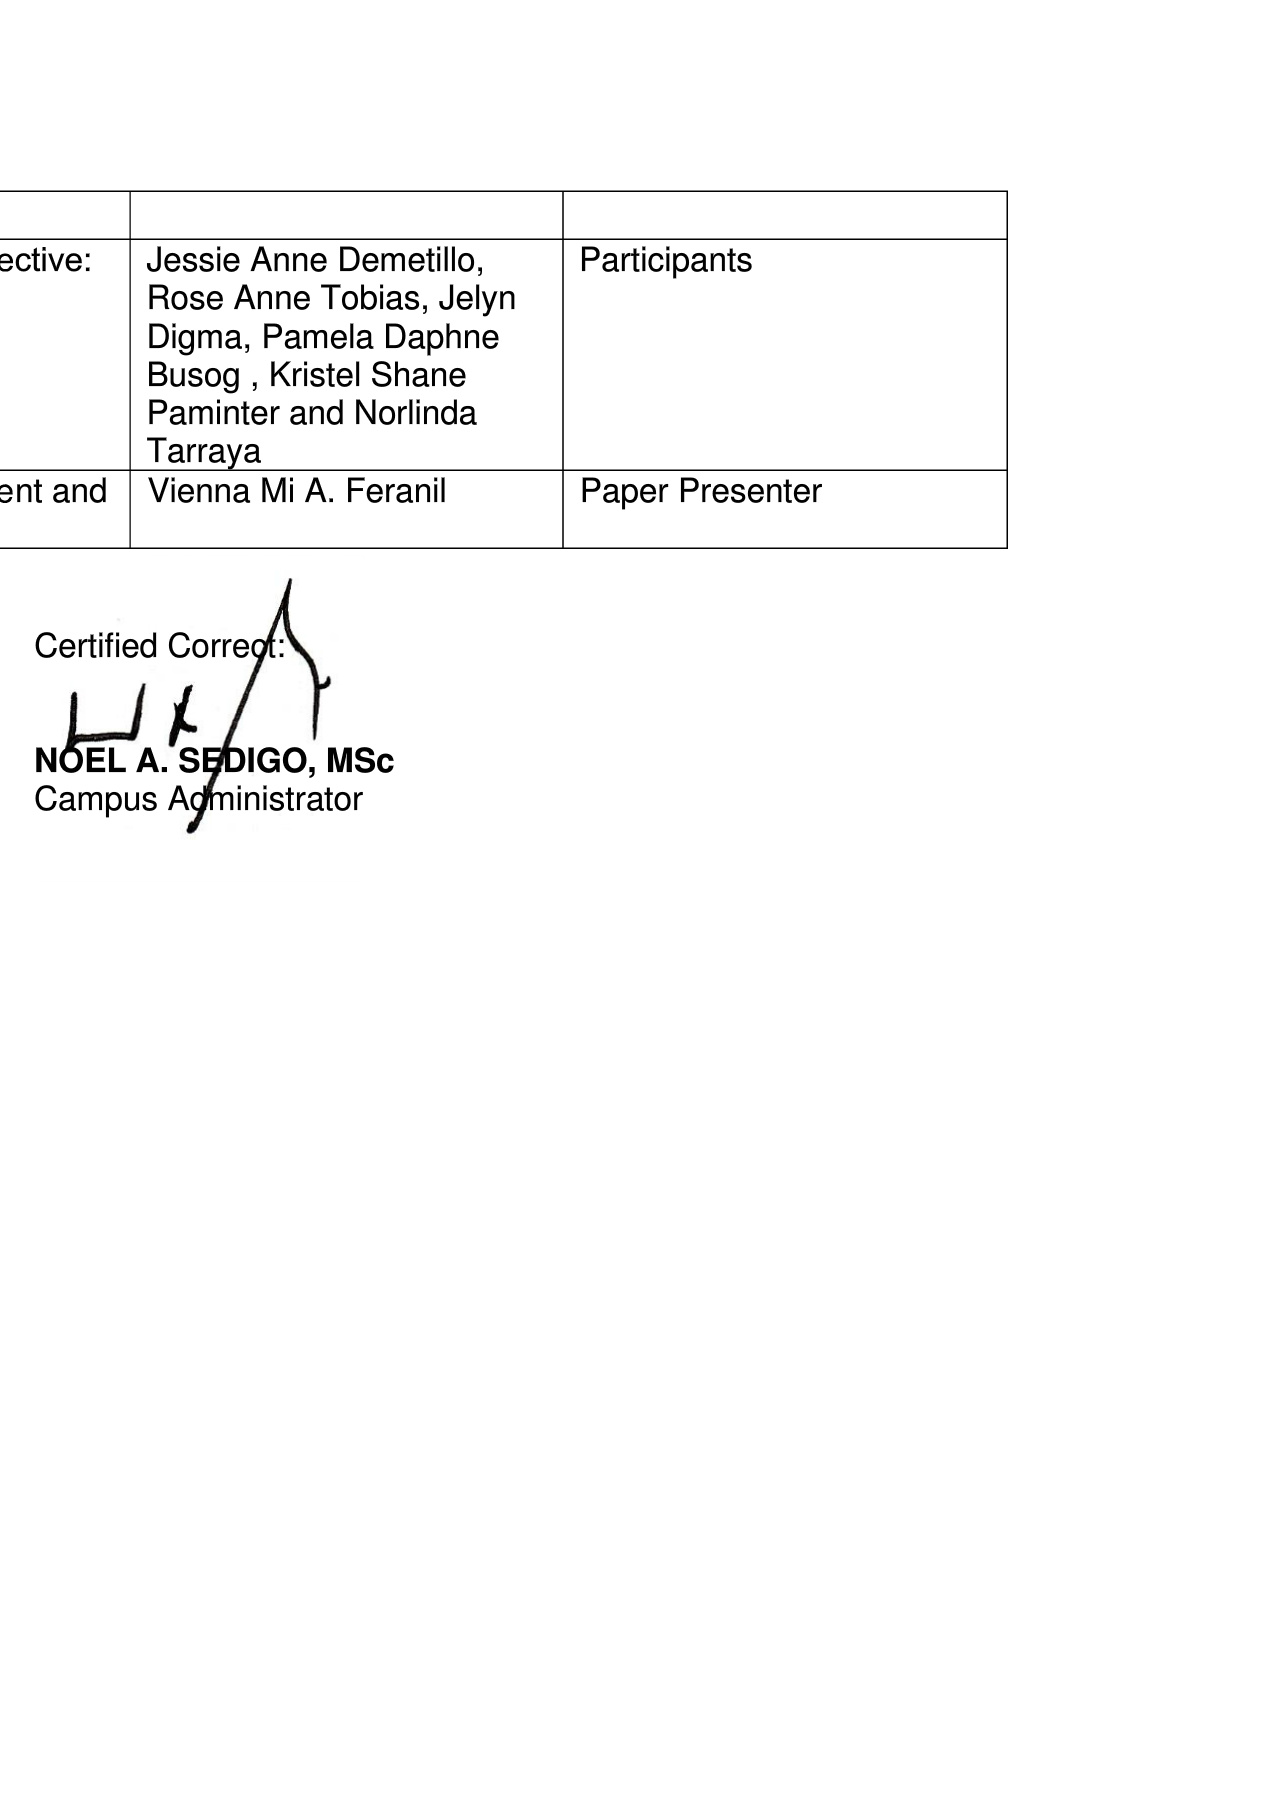 ective:
Jessie Anne Demetillo,
Rose Anne Tobias, Jelyn
Digma, Pamela Daphne
Busog , Kristel Shane
Paminter and Norlinda
Tarraya
Participants
ent and
Vienna Mi A. Feranil
Paper Presenter
Certified Correct:
NOEL A. SEDIGO, MSc
Campus Administrator